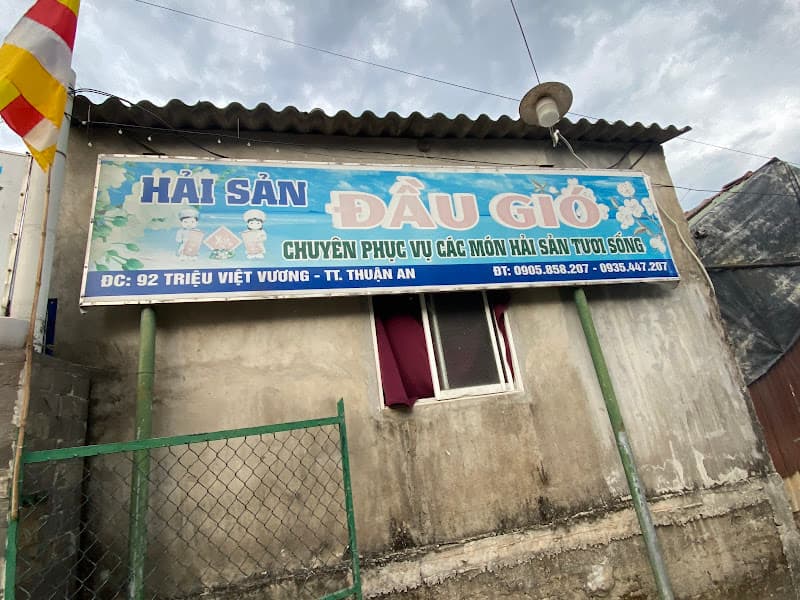 HẢI SẢN ĐẦU GIÓ
CHUYÊN PHỤC VỤ CÁC MÓN HẢI SẢN TƯƠI SỐNG
ĐC: 92 TRIỆU VIỆT VƯƠNG - TT. THUẬN AN ĐT: 0905.858.207 - 0935.447.207